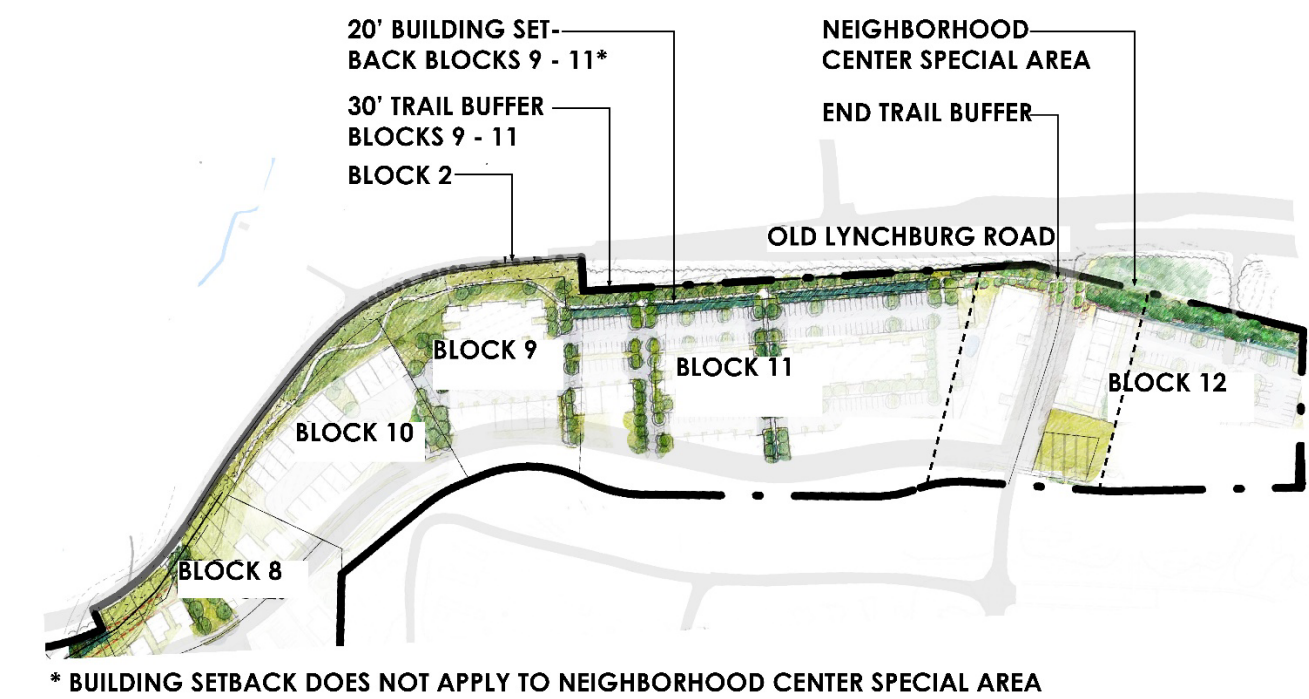 20' BUILDING SET-
BACK BLOCKS 9 - 11*
30' TRAIL BUFFER
BLOCKS 9 - 11
BLOCK 2
NEIGHBORHOOD
CENTER SPECIAL AREA
END TRAIL BUFFER
OLD LYNCHBURG ROAD
BLOCK 9
BLOCK 11
BLOCK 12
BLOCK 10
BLOCK 8
* BUILDING SETBACK DOES NOT APPLY TO NEIGHBORHOOD CENTER SPECIAL AREA